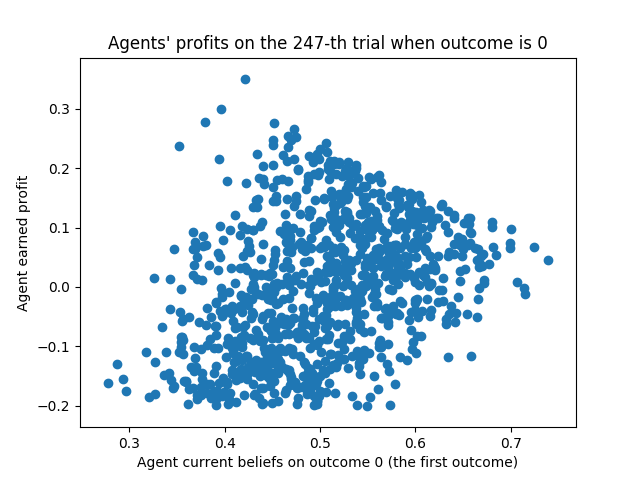 Agents' profits on the 247-th trial when outcome is 0
Agent earned profit
0.3
0.2
0.1
0.0
−0.1
−0.2
0.3 0.4 0.5 0.6 0.7
Agent current beliefs on outcome 0 (the first outcome)